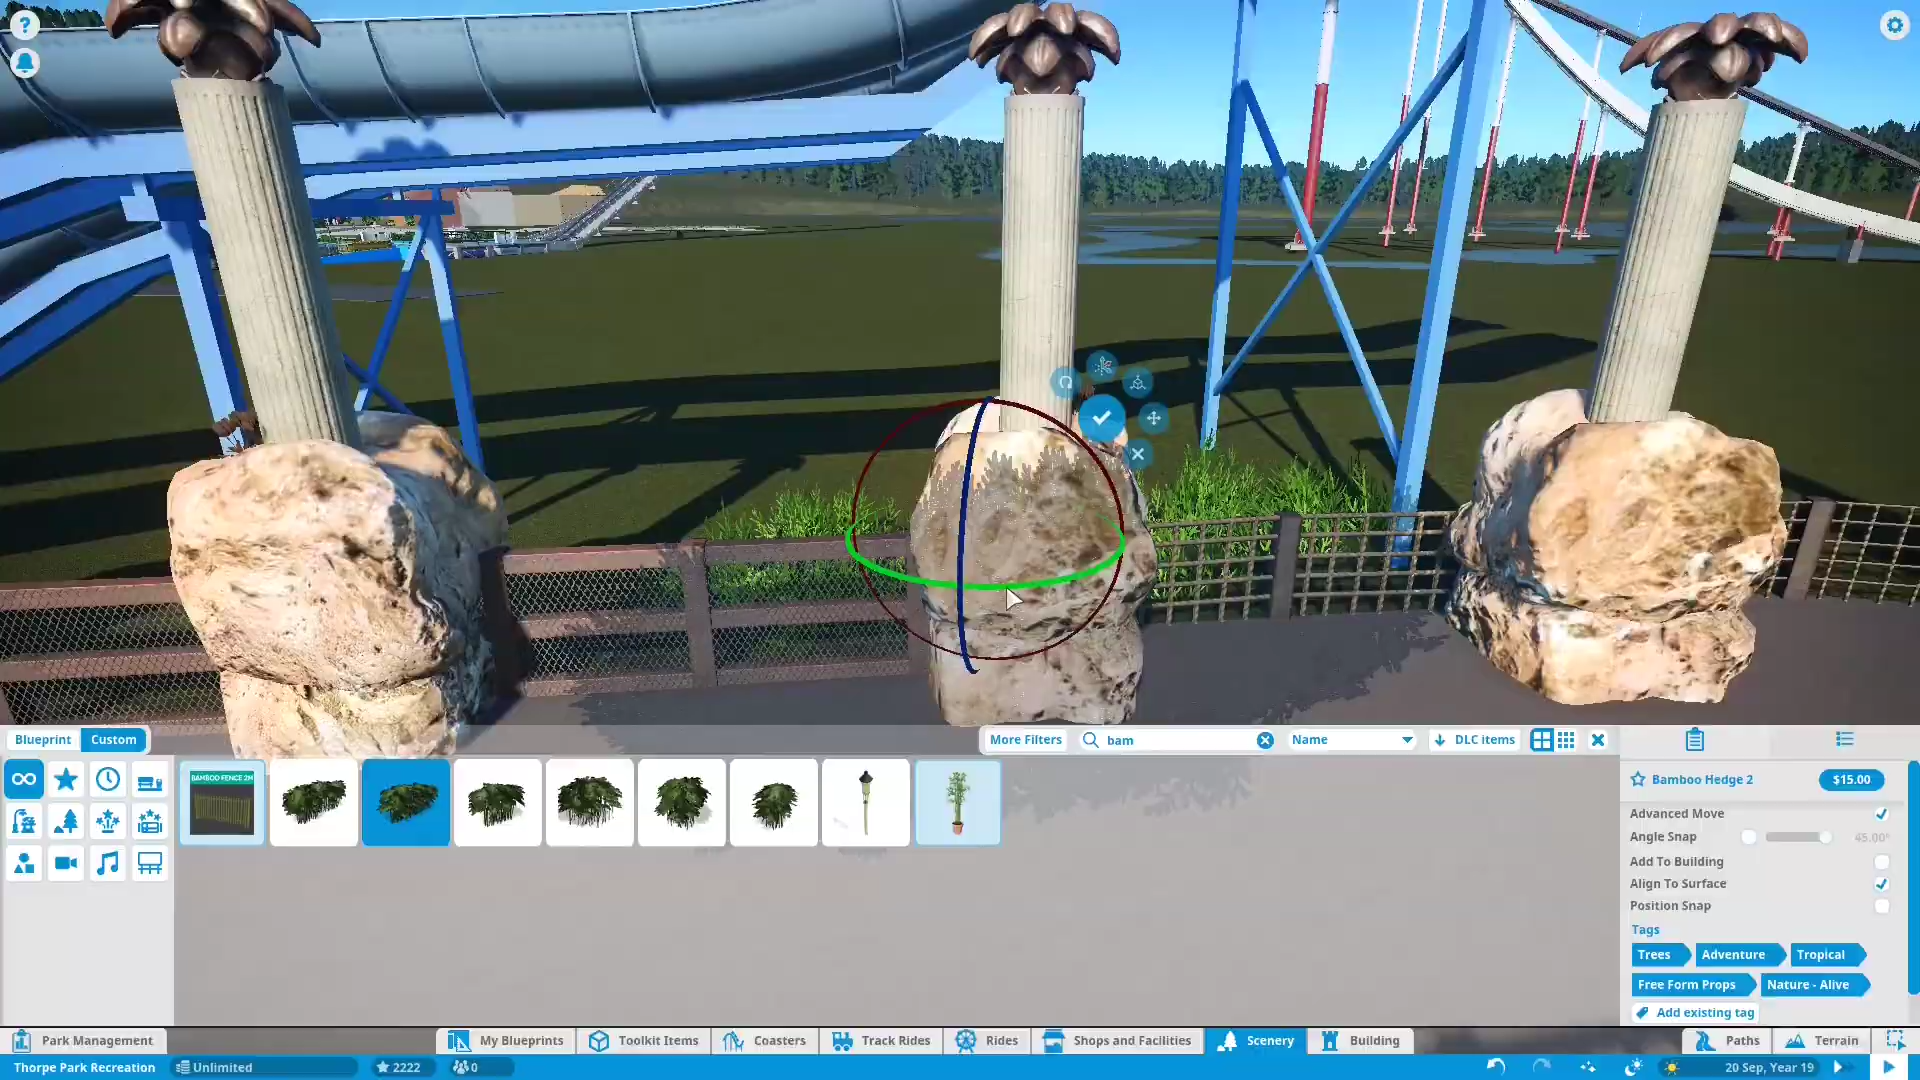 Blueprint
Custom
More Filters
bam
Name
DLC items
BAMBOO FENCE 2M
Bamboo Hedge 2
$15.00
Advanced Move
Angle Snap
45.00°
Add To Building
Align To Surface
Position Snap
Tags
Trees
Adventure
Tropical
Free Form Props
Nature - Alive
Add existing tag
Park Management
My Blueprints
Toolkit Items
Coasters
Track Rides
Rides
Shops and Facilities
Scenery
Building
Paths
Terrain
Thorpe Park Recreation
Unlimited
2222
0
20 Sep, Year 19